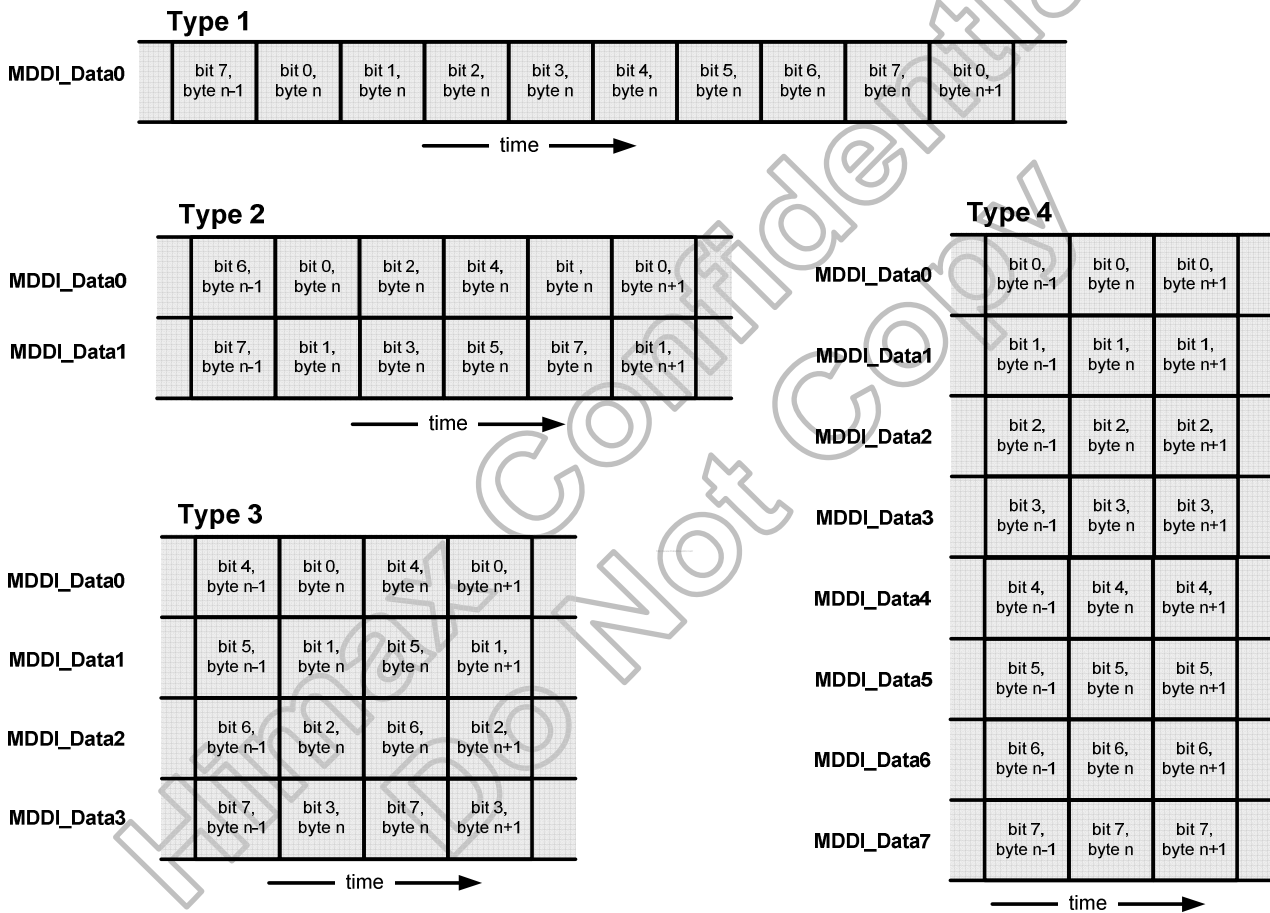 Type 1
MDDI_Data0
bit 7, byte n-1
bit 0, byte n
bit 1, byte n
bit 2, byte n
bit 3, byte n
bit 4, byte n
bit 5, byte n
bit 6, byte n
bit 7, byte n
bit 0, byte n+1
time
Type 2
MDDI_Data0
bit 6, byte n-1
bit 0, byte n
bit 2, byte n
bit 4, byte n
bit , byte n
bit 0, byte n+1
MDDI_Data1
bit 7, byte n-1
bit 1, byte n
bit 3, byte n
bit 5, byte n
bit 7, byte n
bit 1, byte n+1
time
Type 3
MDDI_Data0
bit 4, byte n-1
bit 0, byte n
bit 4, byte n
bit 0, byte n+1
MDDI_Data1
bit 5, byte n-1
bit 1, byte n
bit 5, byte n
bit 1, byte n+1
MDDI_Data2
bit 6, byte n-1
bit 2, byte n
bit 6, byte n
bit 2, byte n+1
MDDI_Data3
bit 7, byte n-1
bit 3, byte n
bit 7, byte n
bit 3, byte n+1
time
Type 4
MDDI_Data0
bit 0, byte n-1
bit 0, byte n
bit 0, byte n+1
MDDI_Data1
bit 1, byte n-1
bit 1, byte n
bit 1, byte n+1
MDDI_Data2
bit 2, byte n-1
bit 2, byte n
bit 2, byte n+1
MDDI_Data3
bit 3, byte n-1
bit 3, byte n
bit 3, byte n+1
MDDI_Data4
bit 4, byte n-1
bit 4, byte n
bit 4, byte n+1
MDDI_Data5
bit 5, byte n-1
bit 5, byte n
bit 5, byte n+1
MDDI_Data6
bit 6, byte n-1
bit 6, byte n
bit 6, byte n+1
MDDI_Data7
bit 7, byte n-1
bit 7, byte n
bit 7, byte n+1
time
Himax Confidentia
Do Not Copy